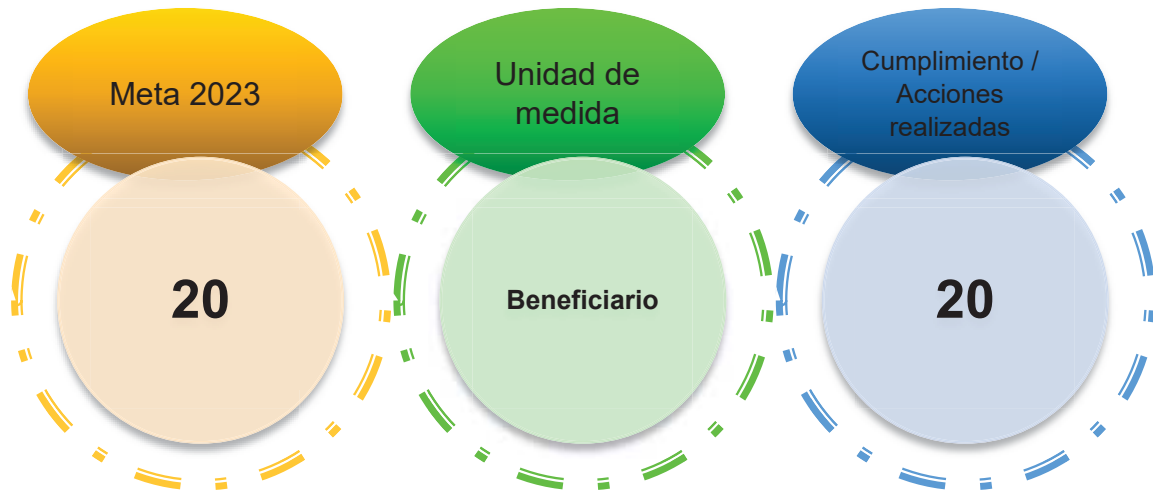 Meta 2023
Unidad de
medida
Cumplimiento /
Acciones
realizadas
20
Beneficiario
20